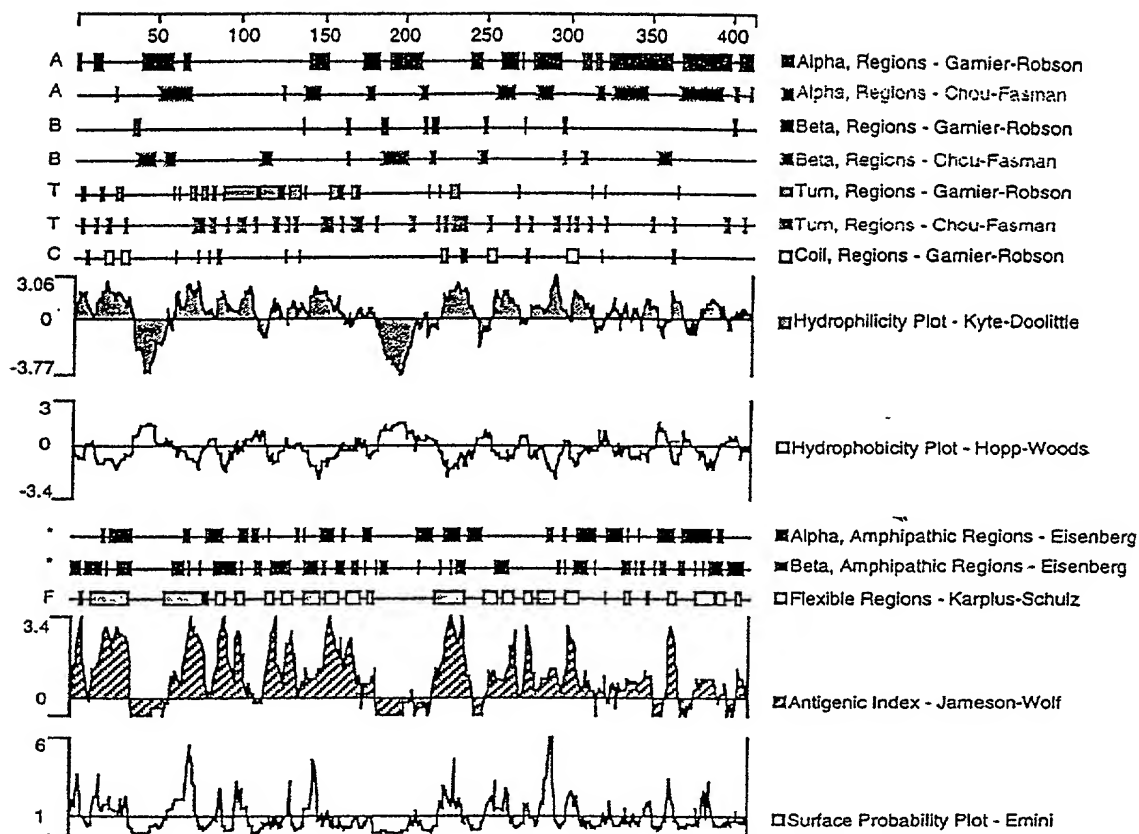 50 100 150 200 250 300 350 400
A Alpha, Regions - Garnier-Robson
A Alpha, Regions - Chou-Fasman
B Beta, Regions - Garnier-Robson
B Beta, Regions - Chou-Fasman
T Turn, Regions - Garnier-Robson
T Turn, Regions - Chou-Fasman
C Coil, Regions - Garnier-Robson
3.06
0
Hydrophilicity Plot - Kyte-Doolittle
-3.77
3
0
Hydrophobicity Plot - Hopp-Woods
-3.4
* Alpha, Amphipathic Regions - Eisenberg
* Beta, Amphipathic Regions - Eisenberg
F Flexible Regions - Karplus-Schulz
3.4
0
Antigenic Index - Jameson-Wolf
6
1
Surface Probability Plot - Emini